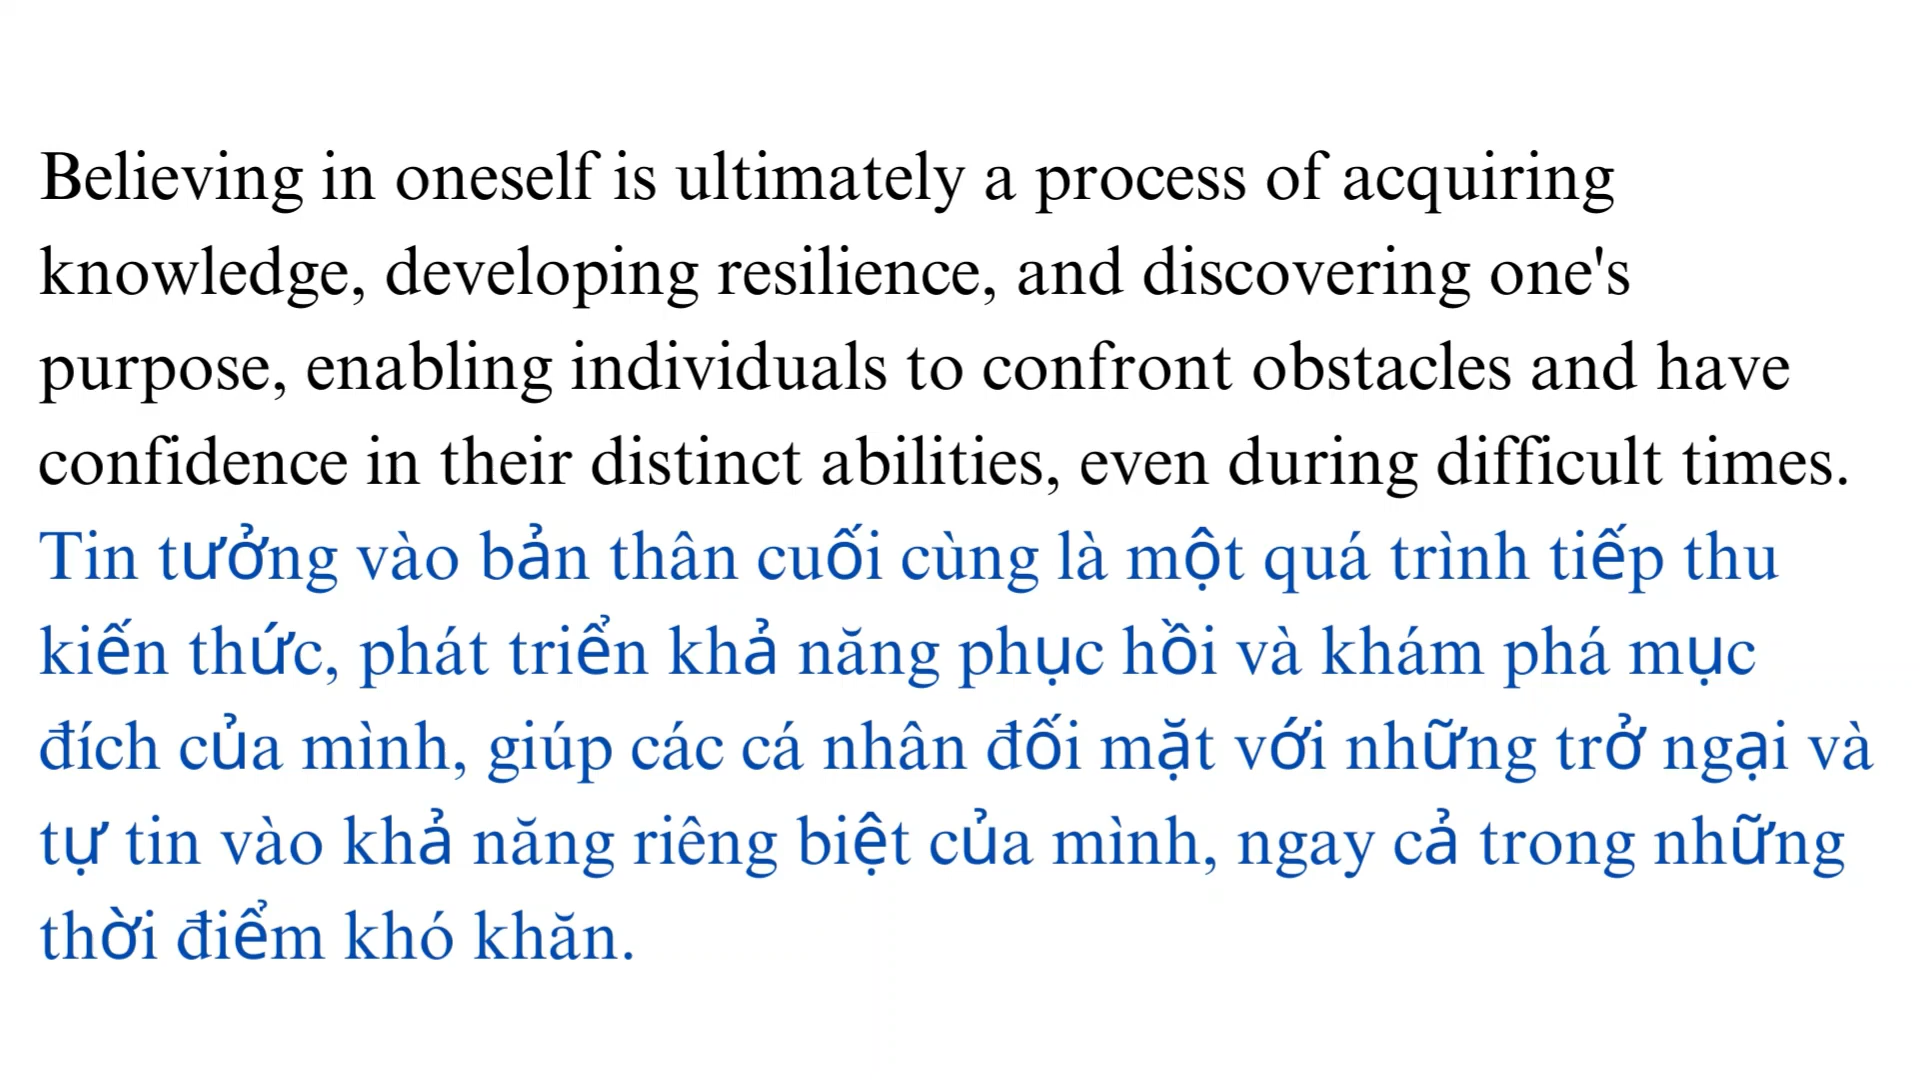 Believing in oneself is ultimately a process of acquiring
knowledge, developing resilience, and discovering one's
purpose, enabling individuals to confront obstacles and have
confidence in their distinct abilities, even during difficult times.
Tin tưởng vào bản thân cuối cùng là một quá trình tiếp thu
kiến thức, phát triển khả năng phục hồi và khám phá mục
đích của mình, giúp các cá nhân đối mặt với những trở ngại và
tự tin vào khả năng riêng biệt của mình, ngay cả trong những
thời điểm khó khăn.